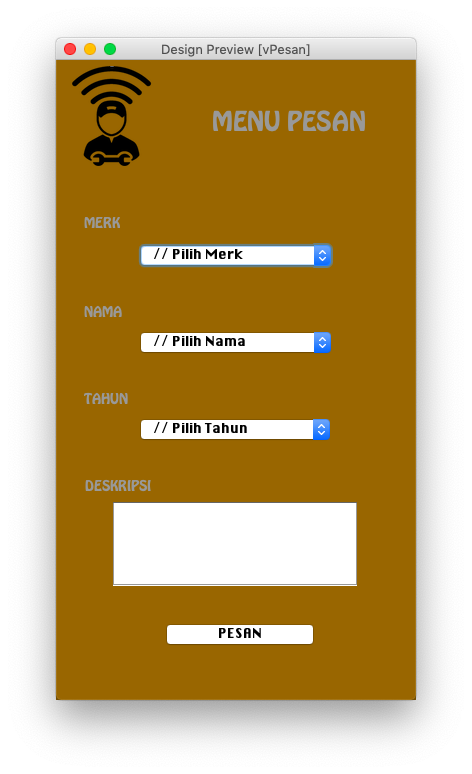 Design Preview [vPesan]
MENU PESAN
MERK
// Pilih Merk
NAMA
// Pilih Nama
TAHUN
// Pilih Tahun
DESKRIPSI
PESAN